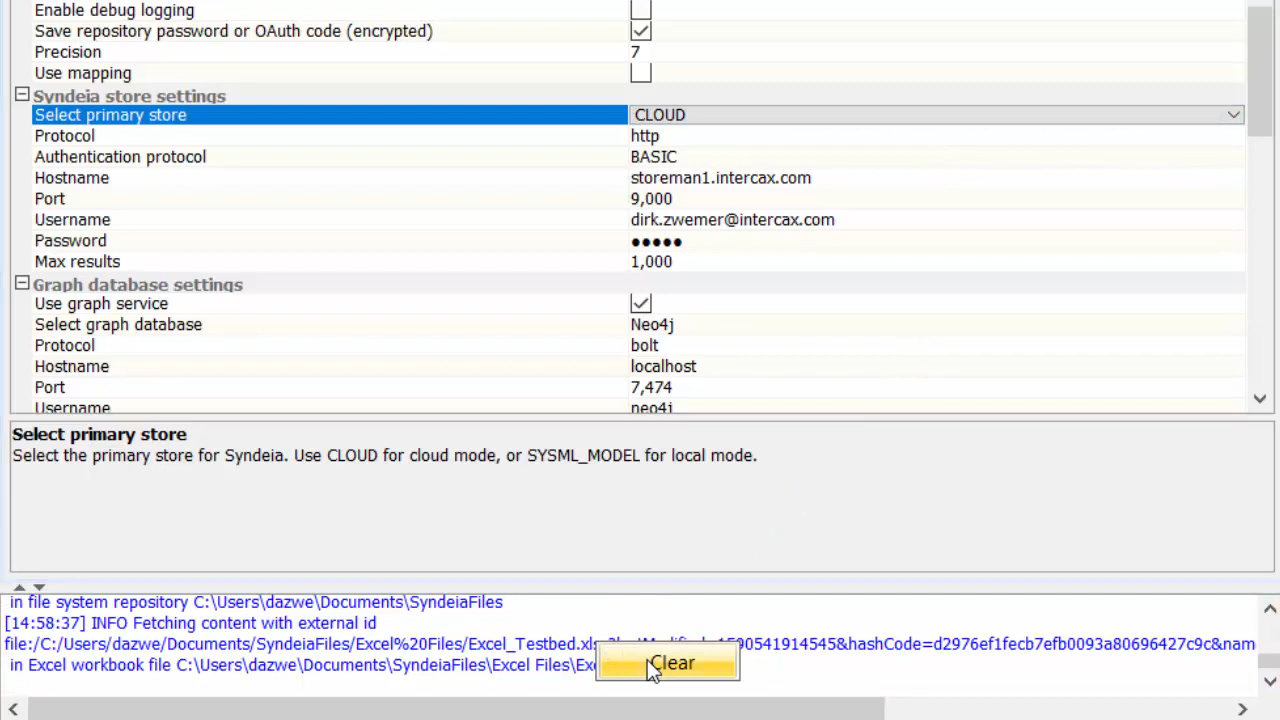 Enable debug logging
Save repository password or OAuth code (encrypted)
Precision 7
Use mapping
Syndeia store settings
Select primary store CLOUD
Protocol http
Authentication protocol BASIC
Hostname storeman1.intercax.com
Port 9,000
Username dirk.zwemer@intercax.com
Password ●●●●●
Max results 1,000
Graph database settings
Use graph service
Select graph database Neo4j
Protocol bolt
Hostname localhost
Port 7,474
Username neo4j
Select primary store
Select the primary store for Syndeia. Use CLOUD for cloud mode, or SYSML_MODEL for local mode.
in file system repository C:\Users\dazwe\Documents\SyndeiaFiles
[14:58:37] INFO Fetching content with external id
file:/C:/Users/dazwe/Documents/SyndeiaFiles/Excel%20Files/Excel_Testbed.xls 590541914545&hashCode=d2976ef1fecb7efb0093a80696427c9c&nam
in Excel workbook file C:\Users\dazwe\Documents\SyndeiaFiles\Excel Files\Exc
Clear